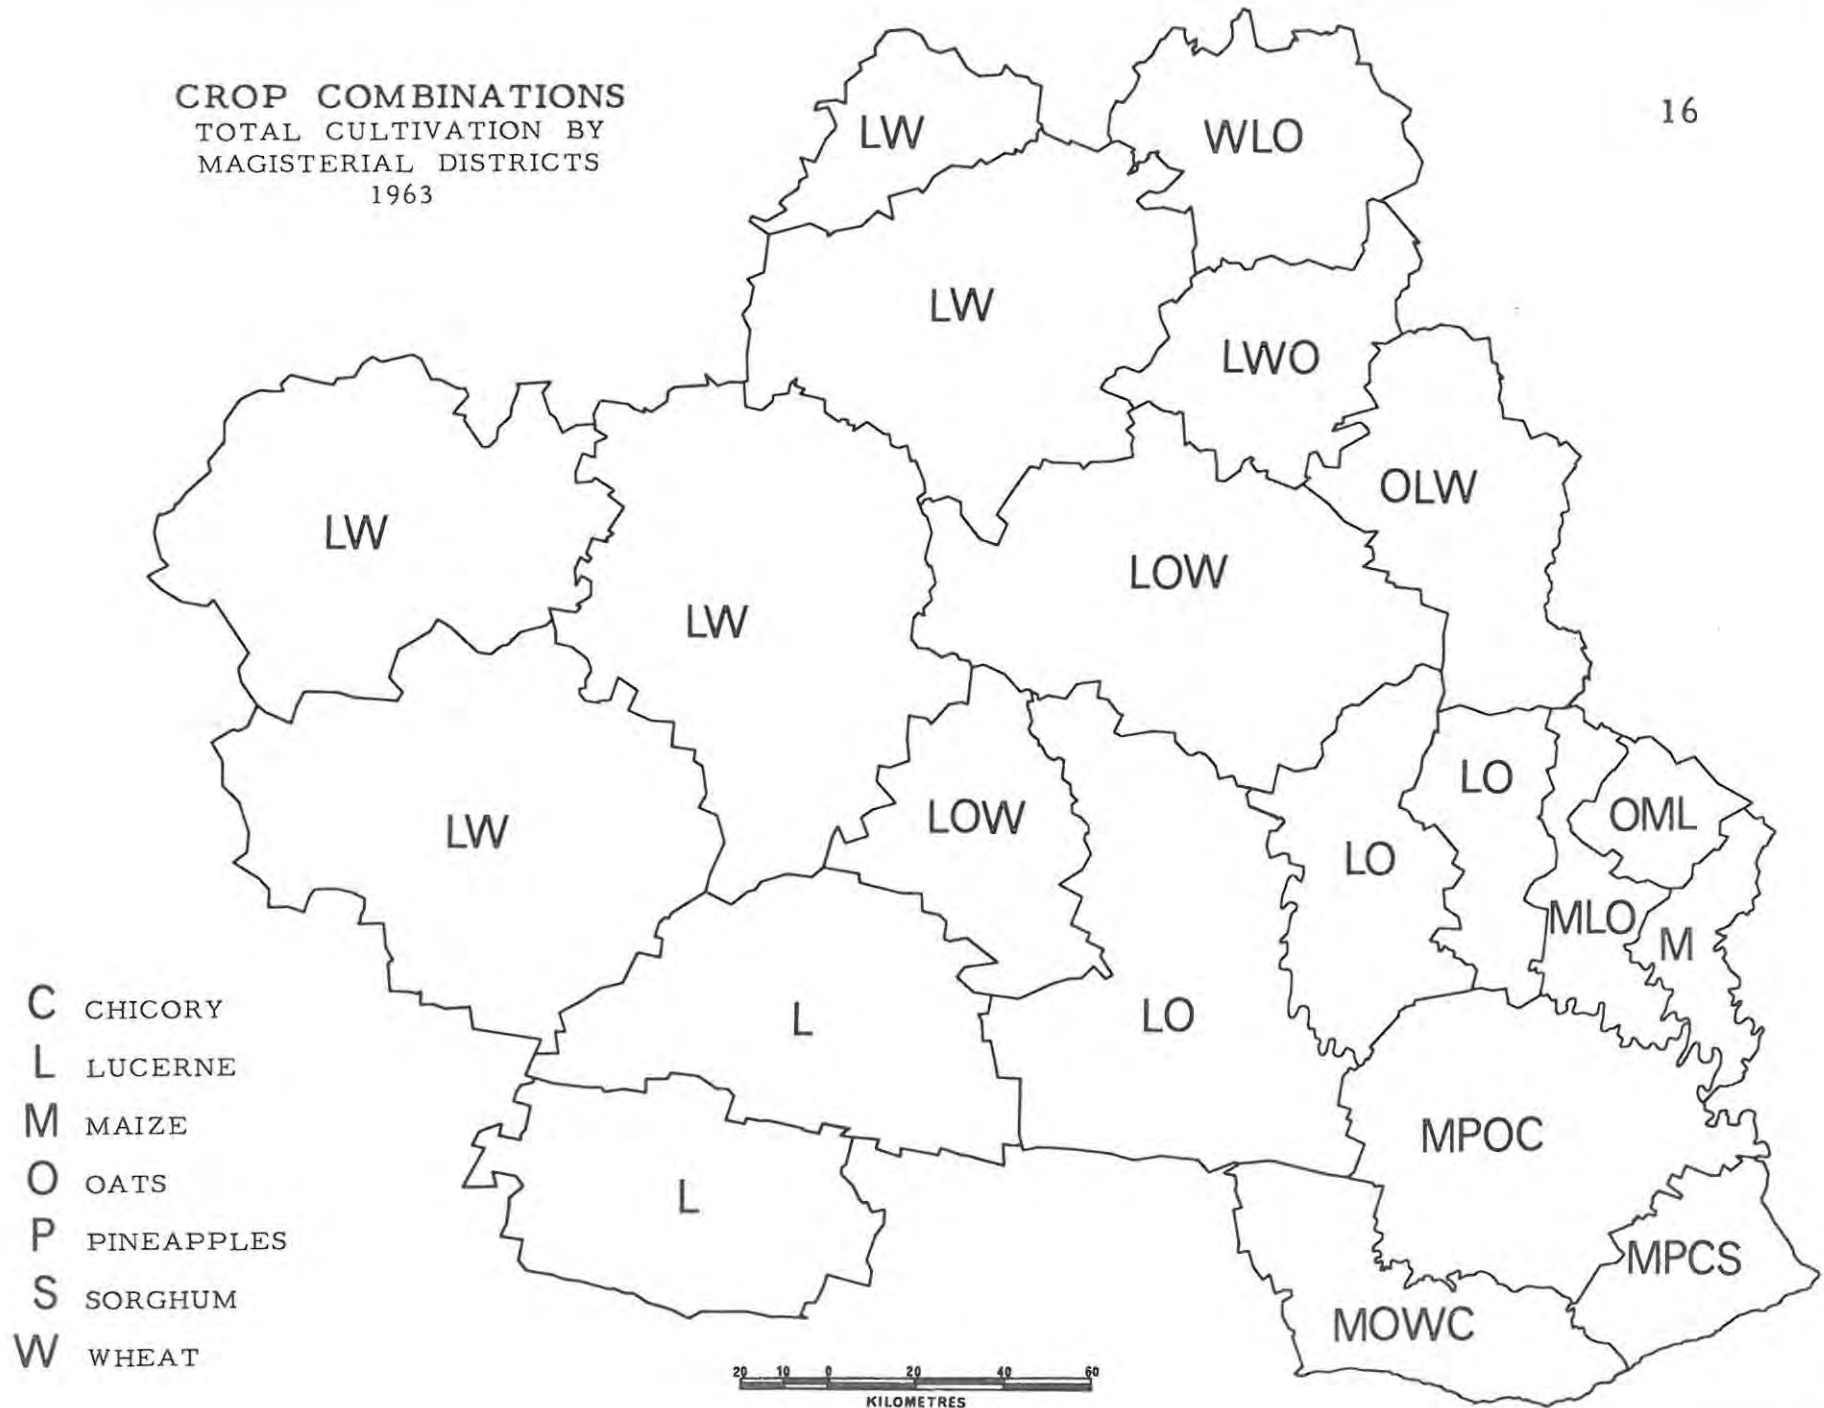 CROP COMBINATIONS
TOTAL CULTIVATION BY
MAGISTERIAL DISTRICTS
1963
16
LW
WLO
LW
LWO
OLW
LW
LOW
LW
LO
OML
LOW
LW
LO
MLO
M
L
LO
MPOC
L
MPCS
MOWC
C CHICORY
L LUCERNE
M MAIZE
O OATS
P PINEAPPLES
S SORGHUM
W WHEAT
20 10 0 20 40 60
KILOMETRES